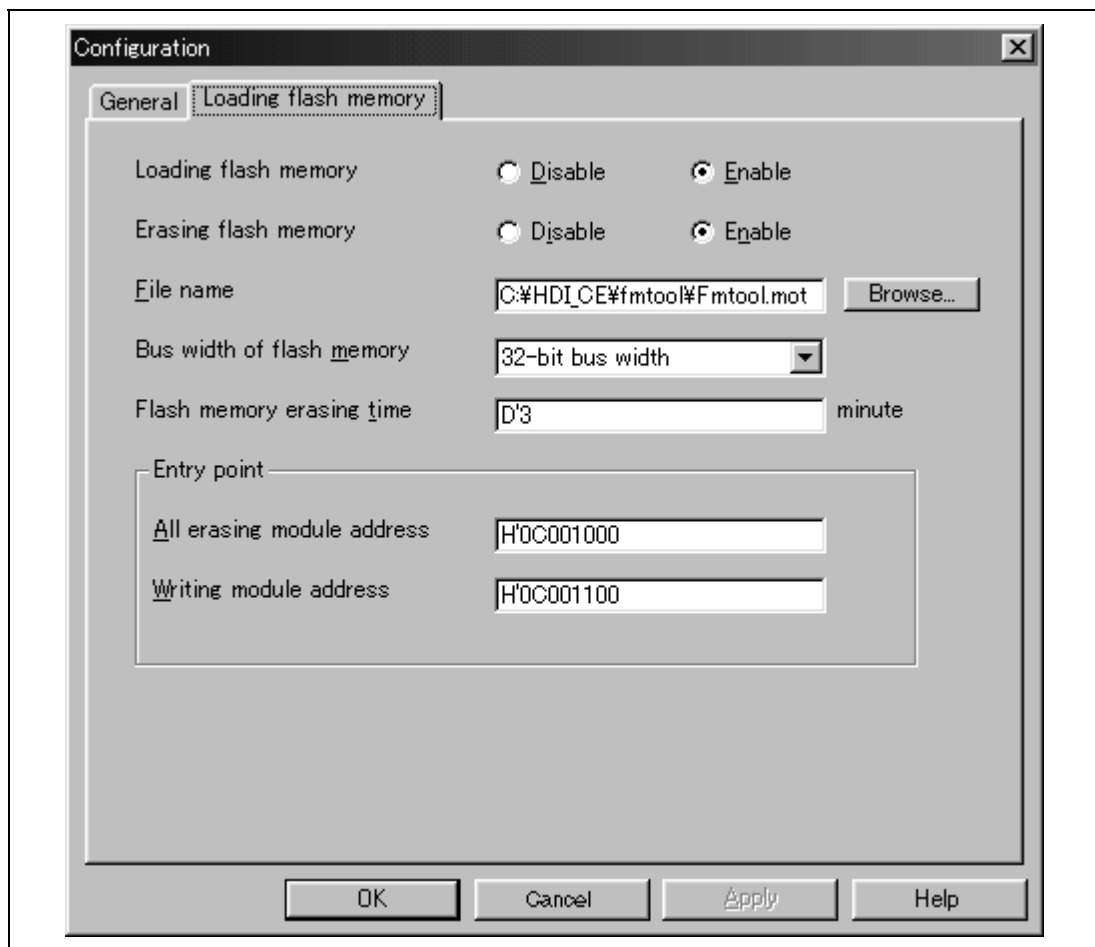 Configuration
General Loading flash memory
Loading flash memory Disable Enable
Erasing flash memory Disable Enable
File name C:¥HDI_CE¥fmtool¥Fmtool.mot Browse...
Bus width of flash memory 32-bit bus width
Flash memory erasing time D'3 minute
Entry point
All erasing module address H'0C001000
Writing module address H'0C001100
OK Cancel Apply Help